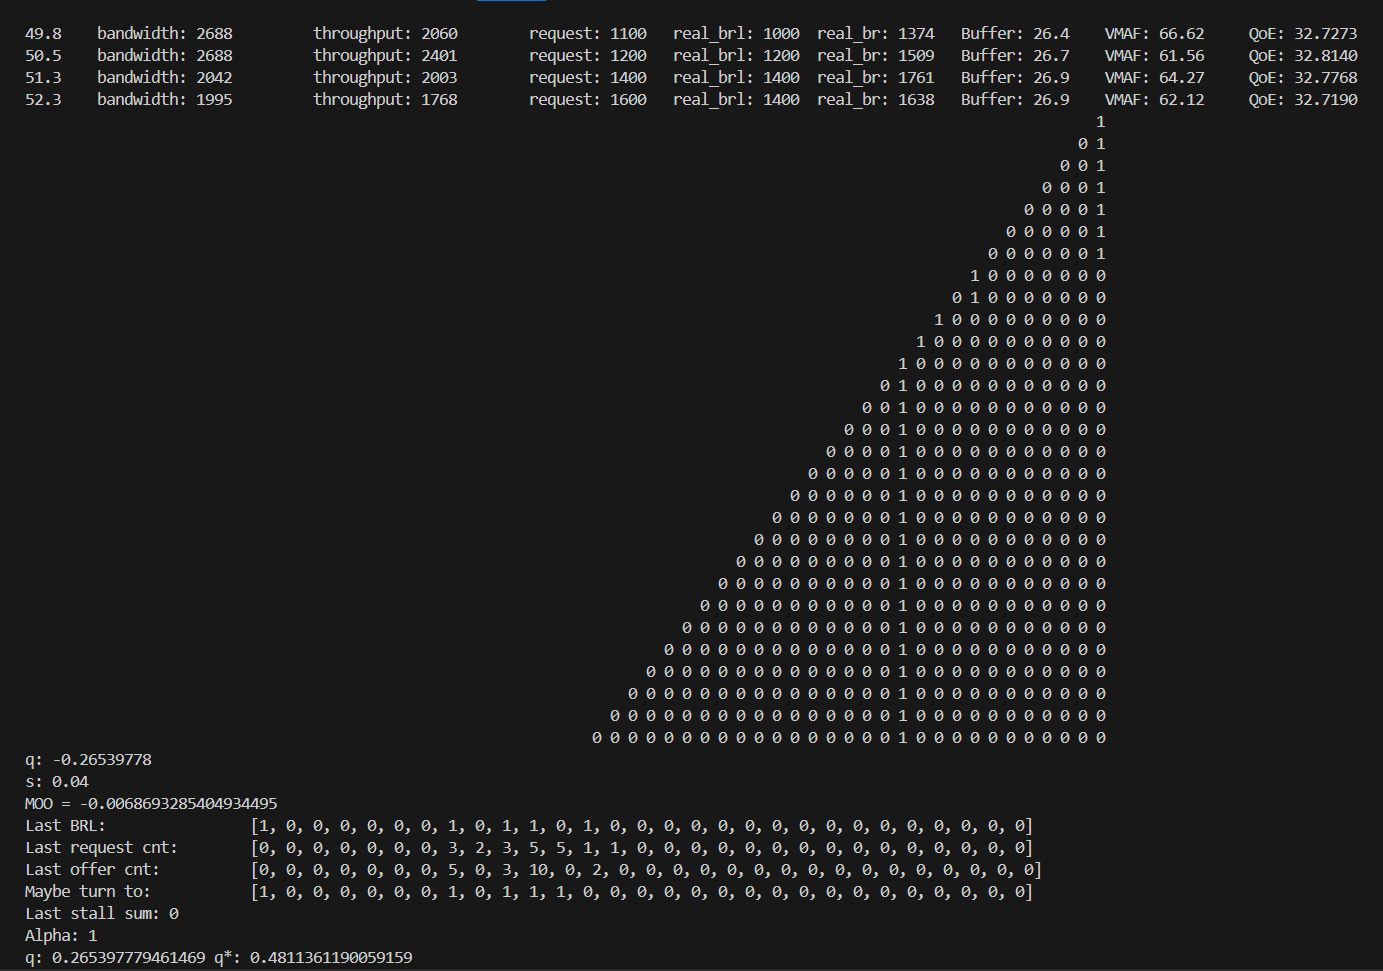 49.8 bandwidth: 2688 throughput: 2060 request: 1100 real_brl: 1000 real_br: 1374 Buffer: 26.4 VMAF: 66.62 QoE: 32.7273
50.5 bandwidth: 2688 throughput: 2401 request: 1200 real_brl: 1200 real_br: 1509 Buffer: 26.7 VMAF: 61.56 QoE: 32.8140
51.3 bandwidth: 2042 throughput: 2003 request: 1400 real_brl: 1400 real_br: 1761 Buffer: 26.9 VMAF: 64.27 QoE: 32.7768
52.3 bandwidth: 1995 throughput: 1768 request: 1600 real_brl: 1400 real_br: 1638 Buffer: 26.9 VMAF: 62.12 QoE: 32.7190
1
0 1
0 0 1
0 0 0 1
0 0 0 0 1
0 0 0 0 0 1
0 0 0 0 0 0 1
1 0 0 0 0 0 0 0
0 1 0 0 0 0 0 0 0
1 0 0 0 0 0 0 0 0 0
1 0 0 0 0 0 0 0 0 0 0
1 0 0 0 0 0 0 0 0 0 0 0
0 1 0 0 0 0 0 0 0 0 0 0 0
0 0 1 0 0 0 0 0 0 0 0 0 0 0
0 0 0 1 0 0 0 0 0 0 0 0 0 0 0
0 0 0 0 1 0 0 0 0 0 0 0 0 0 0 0
0 0 0 0 0 1 0 0 0 0 0 0 0 0 0 0 0
0 0 0 0 0 0 1 0 0 0 0 0 0 0 0 0 0 0
0 0 0 0 0 0 0 1 0 0 0 0 0 0 0 0 0 0 0
0 0 0 0 0 0 0 0 1 0 0 0 0 0 0 0 0 0 0 0
0 0 0 0 0 0 0 0 0 1 0 0 0 0 0 0 0 0 0 0 0
0 0 0 0 0 0 0 0 0 0 1 0 0 0 0 0 0 0 0 0 0 0
0 0 0 0 0 0 0 0 0 0 0 1 0 0 0 0 0 0 0 0 0 0 0
0 0 0 0 0 0 0 0 0 0 0 0 1 0 0 0 0 0 0 0 0 0 0 0
0 0 0 0 0 0 0 0 0 0 0 0 0 1 0 0 0 0 0 0 0 0 0 0 0
0 0 0 0 0 0 0 0 0 0 0 0 0 0 1 0 0 0 0 0 0 0 0 0 0 0
0 0 0 0 0 0 0 0 0 0 0 0 0 0 0 1 0 0 0 0 0 0 0 0 0 0 0
0 0 0 0 0 0 0 0 0 0 0 0 0 0 0 0 1 0 0 0 0 0 0 0 0 0 0 0
0 0 0 0 0 0 0 0 0 0 0 0 0 0 0 0 0 1 0 0 0 0 0 0 0 0 0 0 0
q: -0.26539778
s: 0.04
MOO = -0.0068693285404934495
Last BRL: [1, 0, 0, 0, 0, 0, 0, 1, 0, 1, 1, 0, 1, 0, 0, 0, 0, 0, 0, 0, 0, 0, 0, 0, 0, 0, 0, 0, 0]
Last request cnt: [0, 0, 0, 0, 0, 0, 0, 3, 2, 3, 5, 5, 1, 1, 0, 0, 0, 0, 0, 0, 0, 0, 0, 0, 0, 0, 0, 0, 0]
Last offer cnt: [0, 0, 0, 0, 0, 0, 0, 5, 0, 3, 10, 0, 2, 0, 0, 0, 0, 0, 0, 0, 0, 0, 0, 0, 0, 0, 0, 0, 0]
Maybe turn to: [1, 0, 0, 0, 0, 0, 0, 1, 0, 1, 1, 1, 0, 0, 0, 0, 0, 0, 0, 0, 0, 0, 0, 0, 0, 0, 0, 0, 0]
Last stall sum: 0
Alpha: 1
q: 0.265397779461469 q*: 0.4811361190059159